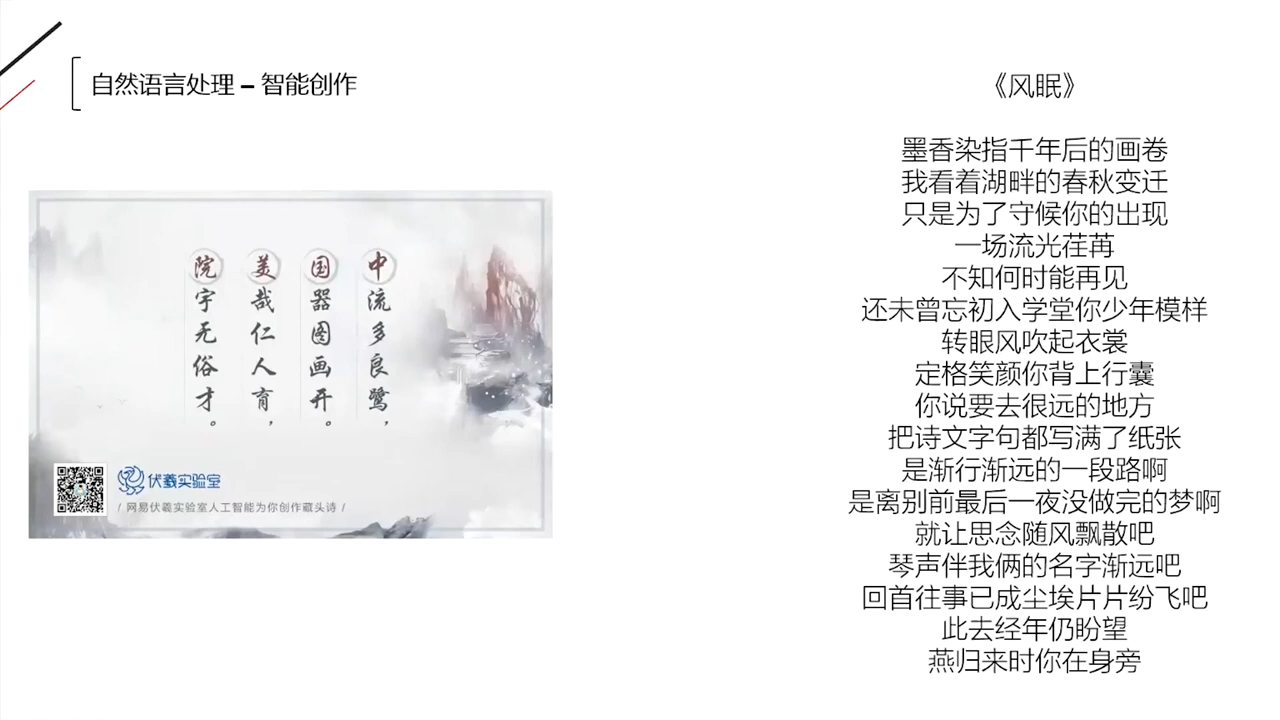 自然语言处理 – 智能创作
中流多良鹭，
国器图画开。
美哉仁人育，
院宇无俗才。
伏羲实验室
/ 网易伏羲实验室人工智能为你创作藏头诗 /
《风眠》
墨香染指千年后的画卷
我看着湖畔的春秋变迁
只是为了守候你的出现
一场流光荏苒
不知何时能再见
还未曾忘初入学堂你少年模样
转眼风吹起衣裳
定格笑颜你背上行囊
你说要去很远的地方
把诗文字句都写满了纸张
是渐行渐远的一段路啊
是离别前最后一夜没做完的梦啊
就让思念随风飘散吧
琴声伴我俩的名字渐远吧
回首往事已成尘埃片片纷飞吧
此去经年仍盼望
燕归来时你在身旁